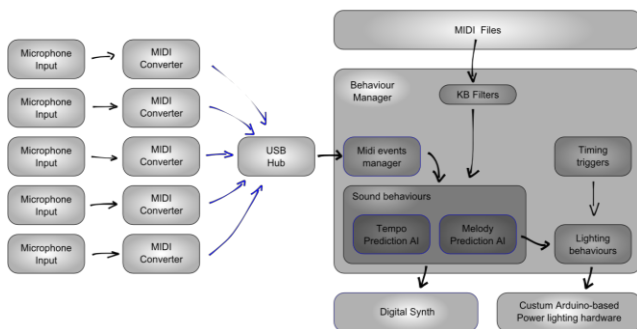 Microphone
Input
MIDI
Converter
Microphone
Input
MIDI
Converter
Microphone
Input
MIDI
Converter
Microphone
Input
MIDI
Converter
Microphone
Input
MIDI
Converter
USB
Hub
MIDI Files
Behaviour
Manager
KB Filters
Midi events
manager
Timing
triggers
Sound behaviours
Tempo
Prediction AI
Melody
Prediction AI
Lighting
behaviours
Digital Synth
Custum Arduino-based
Power lighting hardware